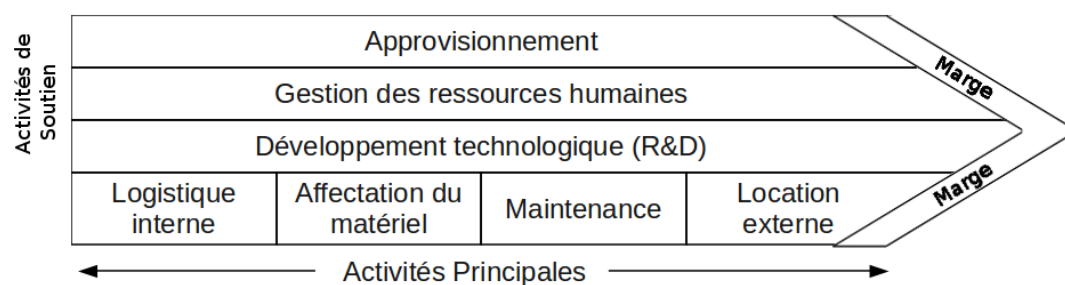 Activités de
Soutien
Approvisionnement
Gestion des ressources humaines
Développement technologique (R&D)
Marge
Logistique
interne
Affectation du
matériel
Maintenance
Location
externe
Marge
Activités Principales